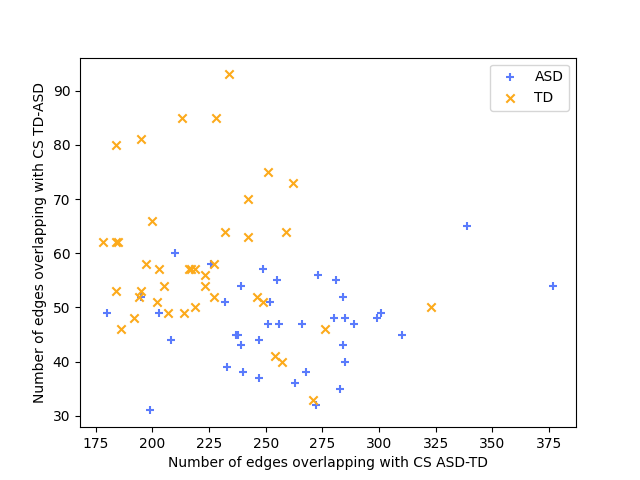 ASD
TD
90
80
70
60
50
40
30
Number of edges overlapping with CS TD-ASD
175 200 225 250 275 300 325 350 375
Number of edges overlapping with CS ASD-TD